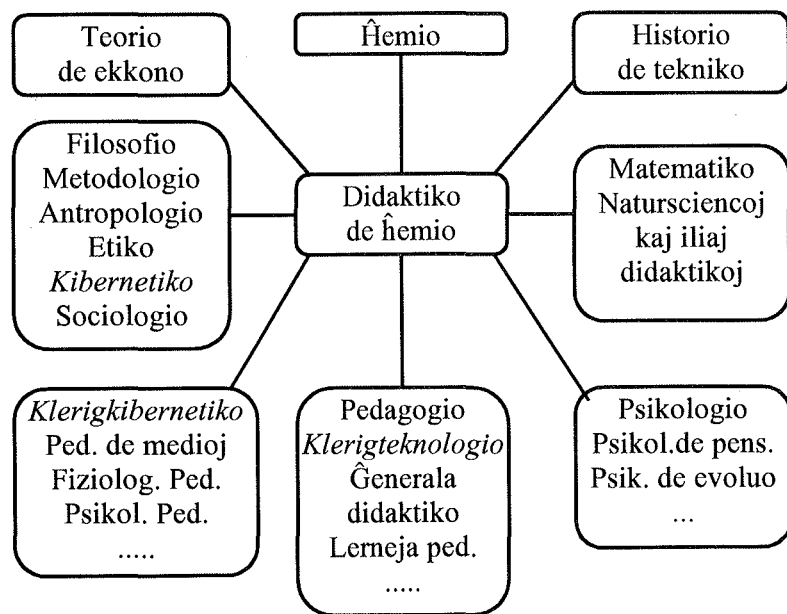 Teorio
de ekkono
Ĥemio
Historio
de tekniko
Filosofio
Metodologio
Antropologio
Etiko
Kibernetiko
Sociologio
Didaktiko
de ĥemio
Matematiko
Natursciencoj
kaj iliaj
didaktikoj
Klerigkibernetiko
Ped. de medioj
Fiziolog. Ped.
Psikol. Ped.
.....
Pedagogio
Klerigteknologio
Ĝenerala
didaktiko
Lerneja ped.
.....
Psikologio
Psikol.de pens.
Psik. de evoluo
...